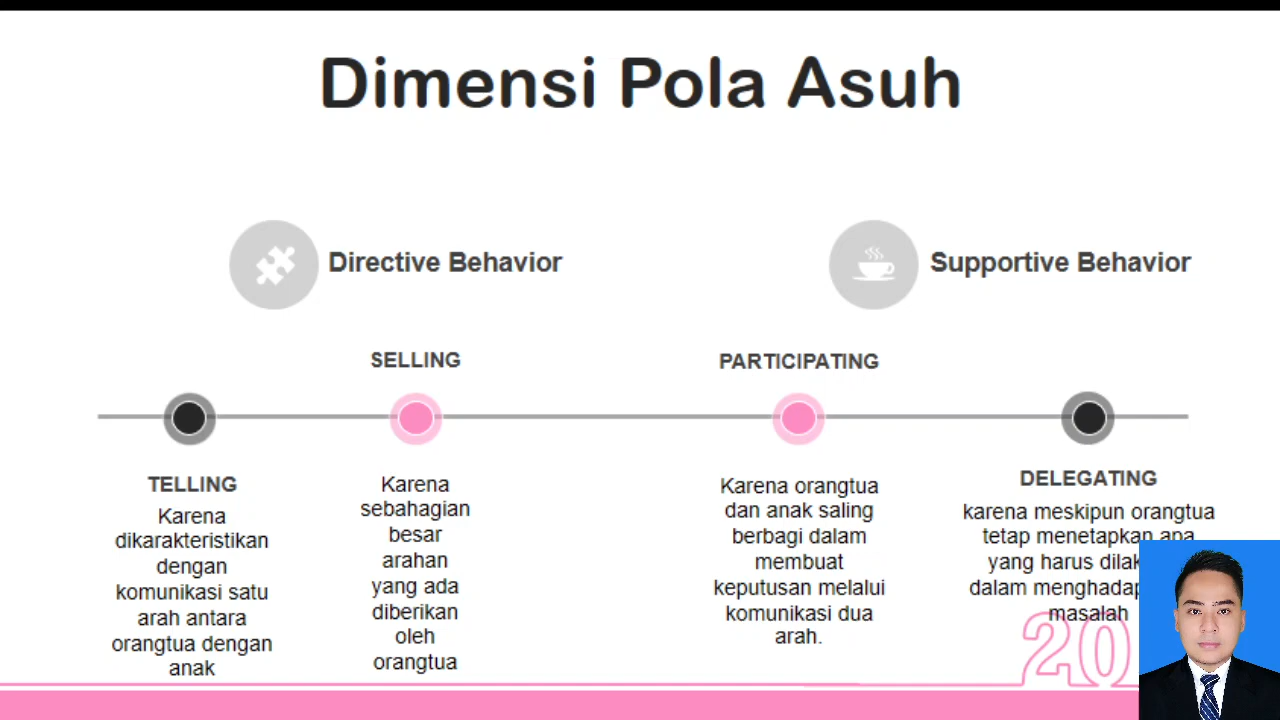 Dimensi Pola Asuh
Directive Behavior
Supportive Behavior
SELLING
PARTICIPATING
TELLING
Karena
dikarakteristikan
dengan
komunikasi satu
arah antara
orangtua dengan
anak
Karena
sebahagian
besar
arahan
yang ada
diberikan
oleh
orangtua
Karena orangtua
dan anak saling
berbagi dalam
membuat
keputusan melalui
komunikasi dua
arah.
DELEGATING
karena meskipun orangtua
tetap menetapkan apa
yang harus
dalam
masalah
20